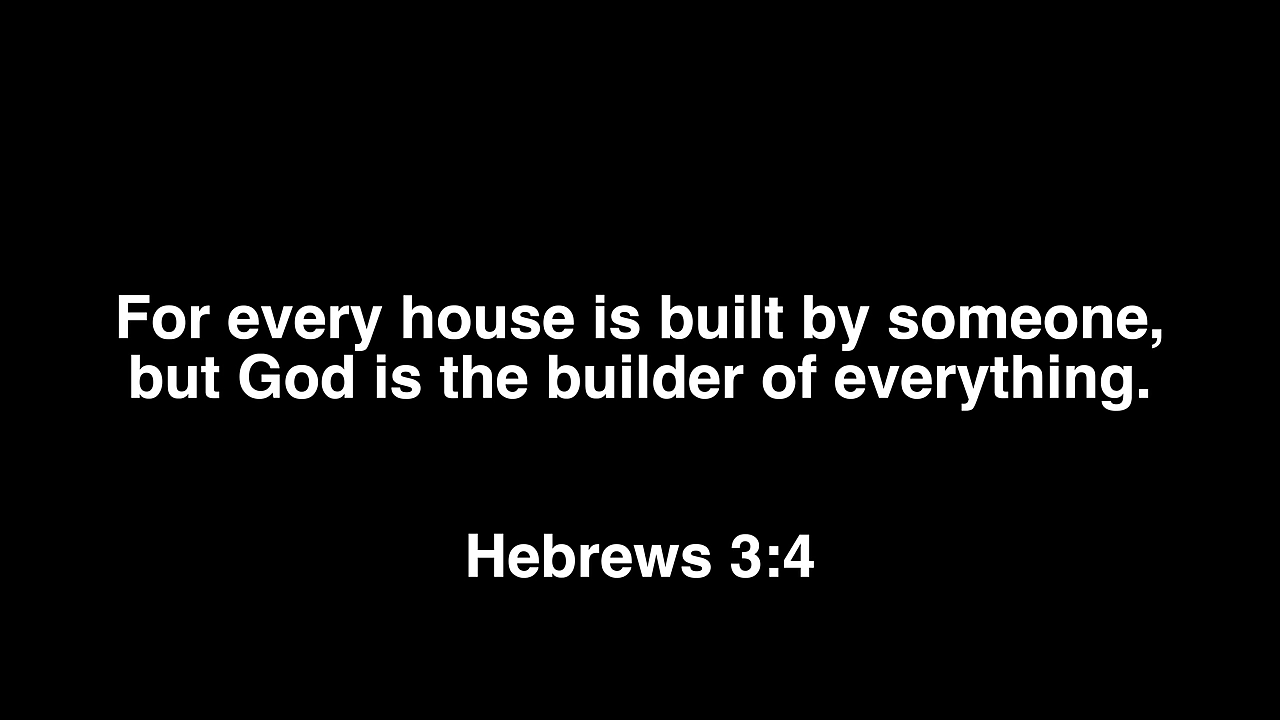 For every house is built by someone,
but God is the builder of everything.
Hebrews 3:4